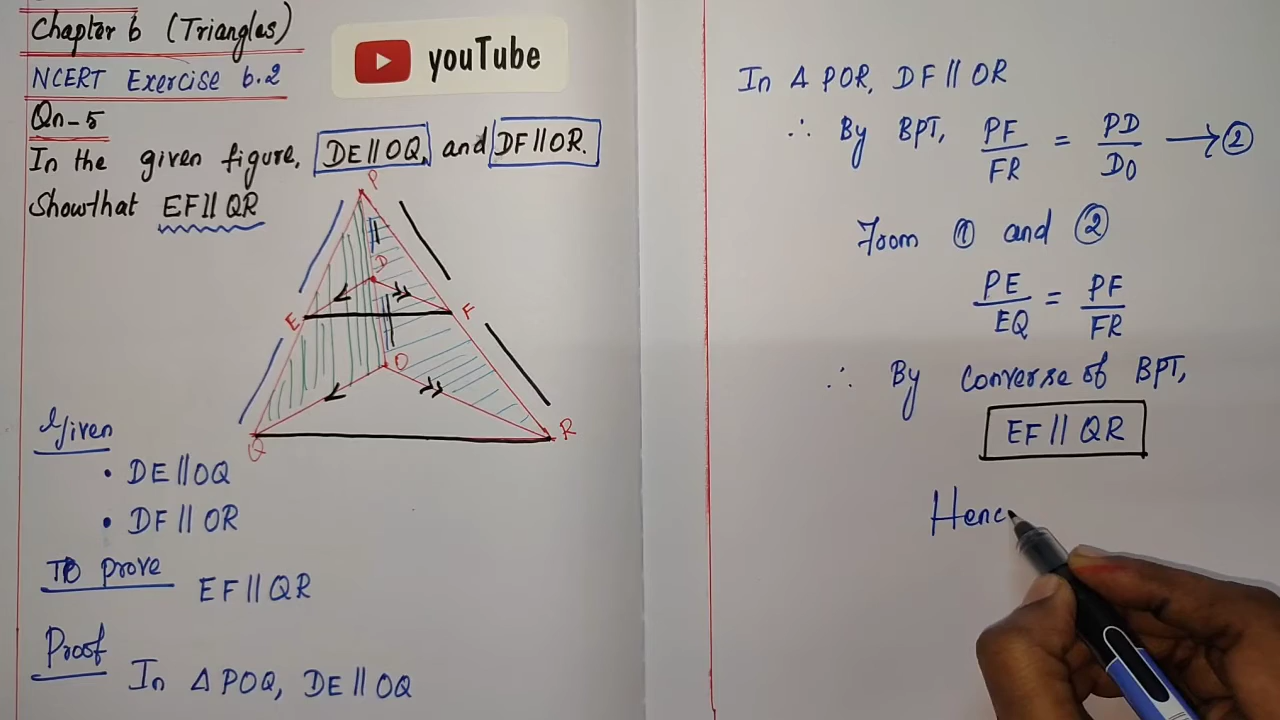 Chapter 6 (Triangles)
NCERT Exercise 6.2
Qn-5
In the given figure, DE || OQ, and DF || OR.
Show that EF || QR
P
D
E
F
O
Q
R
Given
• DE || OQ
• DF || OR
To prove EF || QR
Proof
In Δ POQ, DE || OQ
YouTube
In Δ POR, DF || OR
∴ By BPT, PF/FR = PD/DO → ②
From ① and ②
PE/EQ = PF/FR
∴ By converse of BPT,
EF || QR
Henc